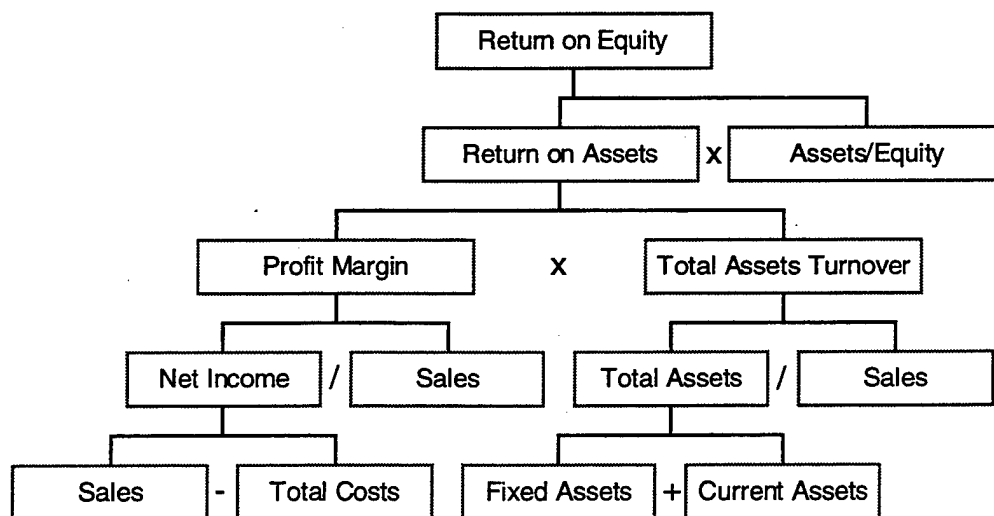 Return on Equity
Return on Assets x Assets/Equity
Profit Margin x Total Assets Turnover
Net Income / Sales Total Assets / Sales
Sales - Total Costs Fixed Assets + Current Assets